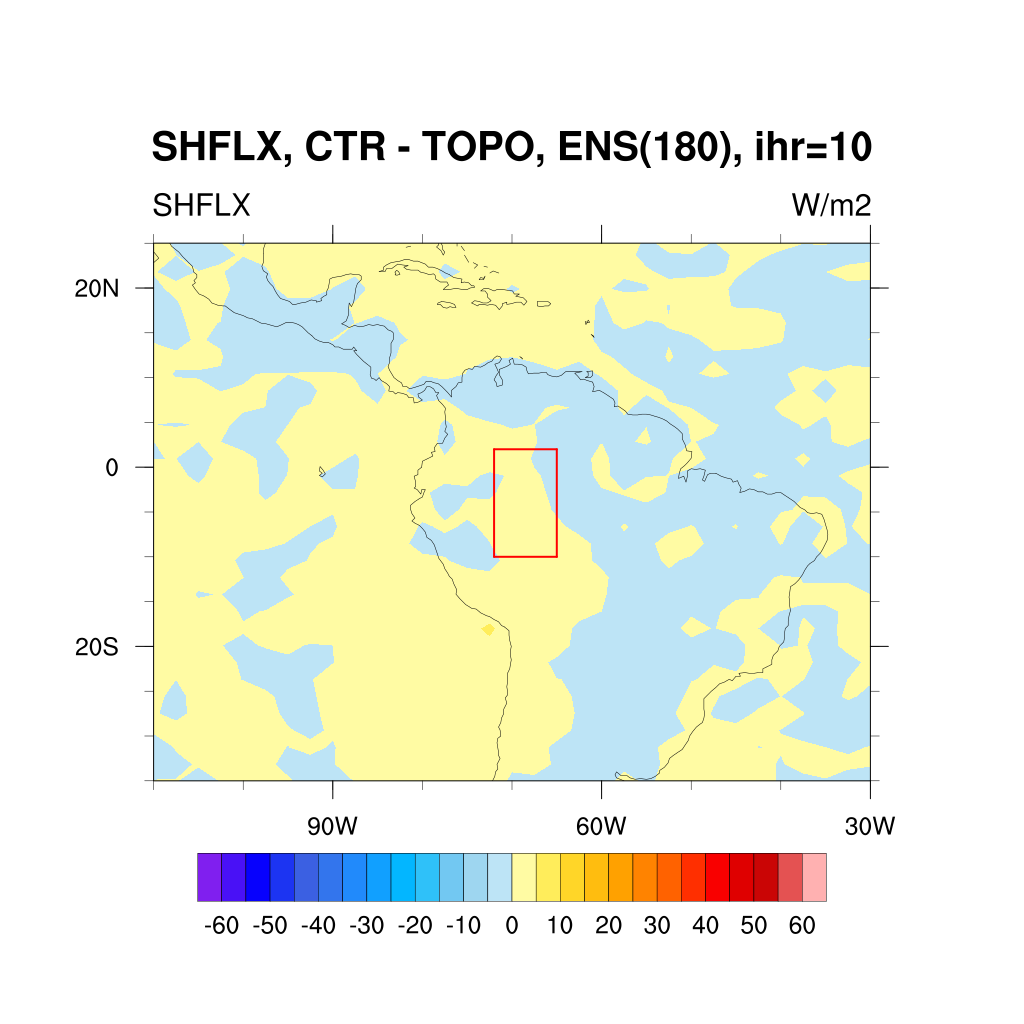 SHFLX, CTR - TOPO, ENS(180), ihr=10
SHFLX W/m2
20N
0
20S
90W 60W 30W
-60 -50 -40 -30 -20 -10 0 10 20 30 40 50 60